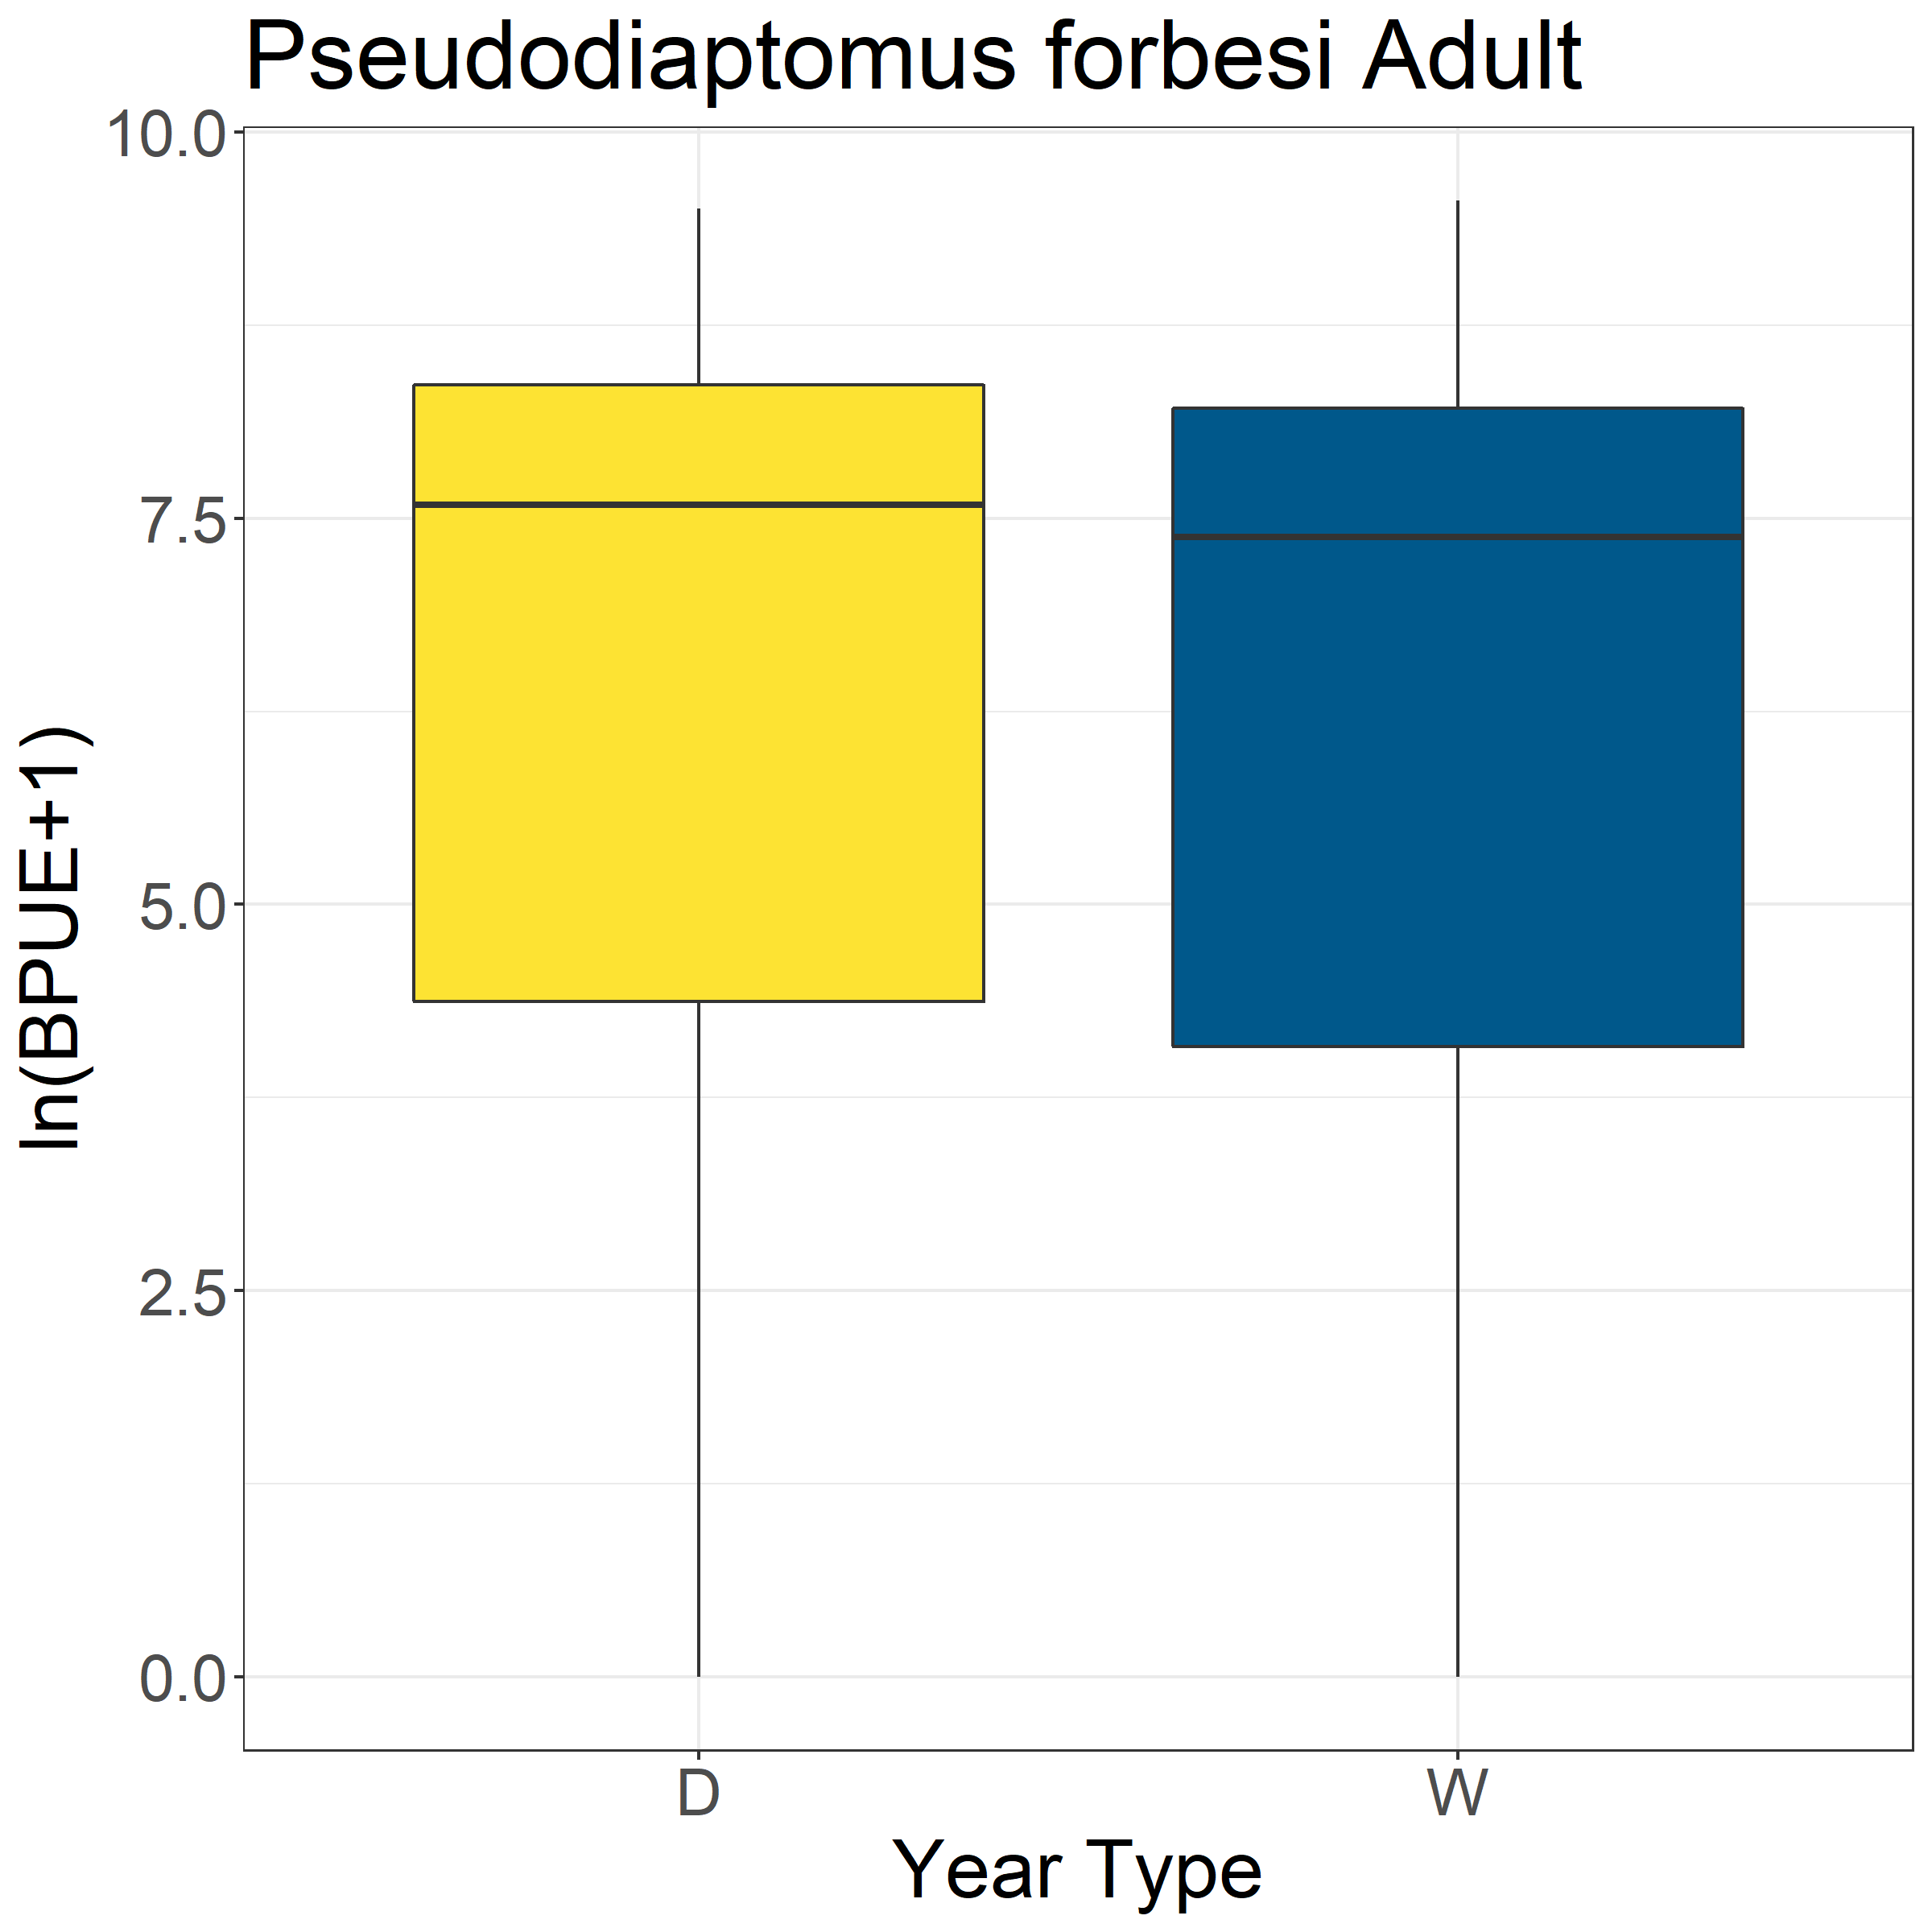 Pseudodiaptomus forbesi Adult
10.0
7.5
5.0
2.5
0.0
ln(BPUE+1)
D W
Year Type